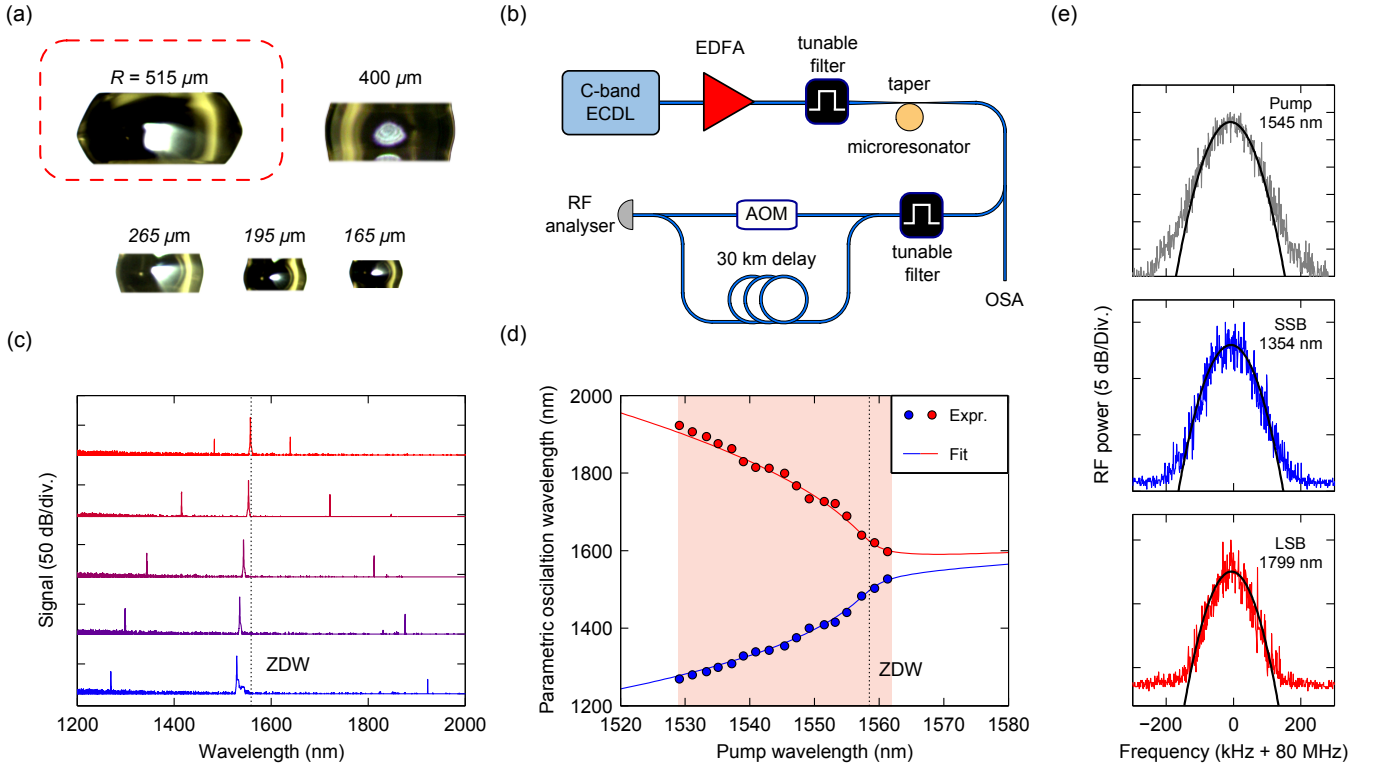 (a)
R = 515 µm
400 µm
265 µm
195 µm
165 µm
(b)
C-band
ECDL
EDFA
tunable
filter
taper
microresonator
RF
analyser
AOM
30 km delay
tunable
filter
OSA
(c)
Signal (50 dB/div.)
ZDW
1200
1400
1600
1800
2000
Wavelength (nm)
(d)
Parametric oscilaltion wavelength (nm)
2000
1800
1600
1400
1200
Expr.
Fit
ZDW
1520
1530
1540
1550
1560
1570
1580
Pump wavelength (nm)
(e)
RF power (5 dB/Div.)
Pump
1545 nm
SSB
1354 nm
LSB
1799 nm
−200
0
200
Frequency (kHz + 80 MHz)